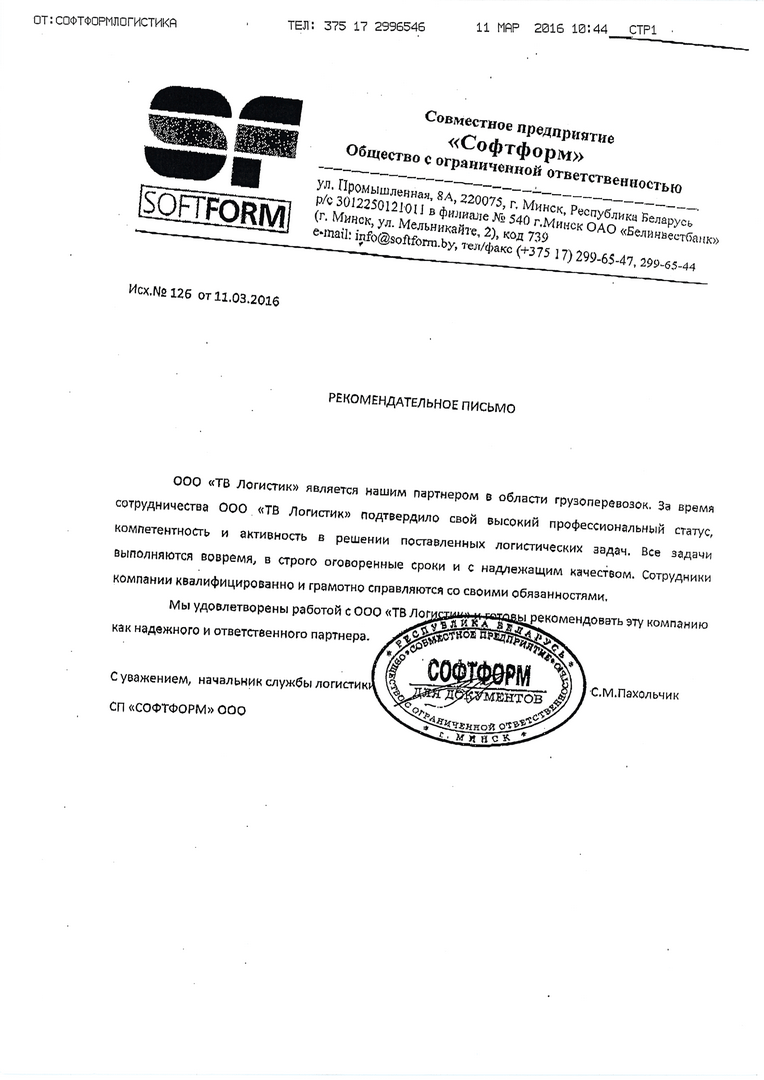 ОТ:СОФТФОРМЛОГИСТИКА ТЕЛ: 375 17 2996546 11 МАР 2016 10:44 СТР1
SF
SOFTFORM
Совместное предприятие
«Софтформ»
Общество с ограниченной ответственностью
ул. Промышленная, 8А, 220075, г. Минск, Республика Беларусь
р/с 3012250121011 в филиале № 540 г.Минск ОАО «Белинвестбанк»
(г. Минск, ул. Мельникайте, 2), код 739
e-mail: info@softform.by, тел/факс (+375 17) 299-65-47, 299-65-44
Исх.№ 126 от 11.03.2016
РЕКОМЕНДАТЕЛЬНОЕ ПИСЬМО
ООО «ТВ Логистик» является нашим партнером в области грузоперевозок. За время
сотрудничества ООО «ТВ Логистик» подтвердило свой высокий профессиональный статус,
компетентность и активность в решении поставленных логистических задач. Все задачи
выполняются вовремя, в строго оговоренные сроки и с надлежащим качеством. Сотрудники
компании квалифицированно и грамотно справляются со своими обязанностями.
Мы удовлетворены работой с ООО «ТВ Логистик» и готовы рекомендовать эту компанию
как надежного и ответственного партнера.
С уважением, начальник службы логистики С.М.Пахольчик
СП «СОФТФОРМ» ООО
* РЕСПУБЛИКА БЕЛАРУСЬ *
СОВМЕСТНОЕ ПРЕДПРИЯТИЕ
СОФТФОРМ
ДЛЯ ДОКУМЕНТОВ
ОБЩЕСТВО С ОГРАНИЧЕННОЙ ОТВЕТСТВЕННОСТЬЮ
* г. МИНСК *